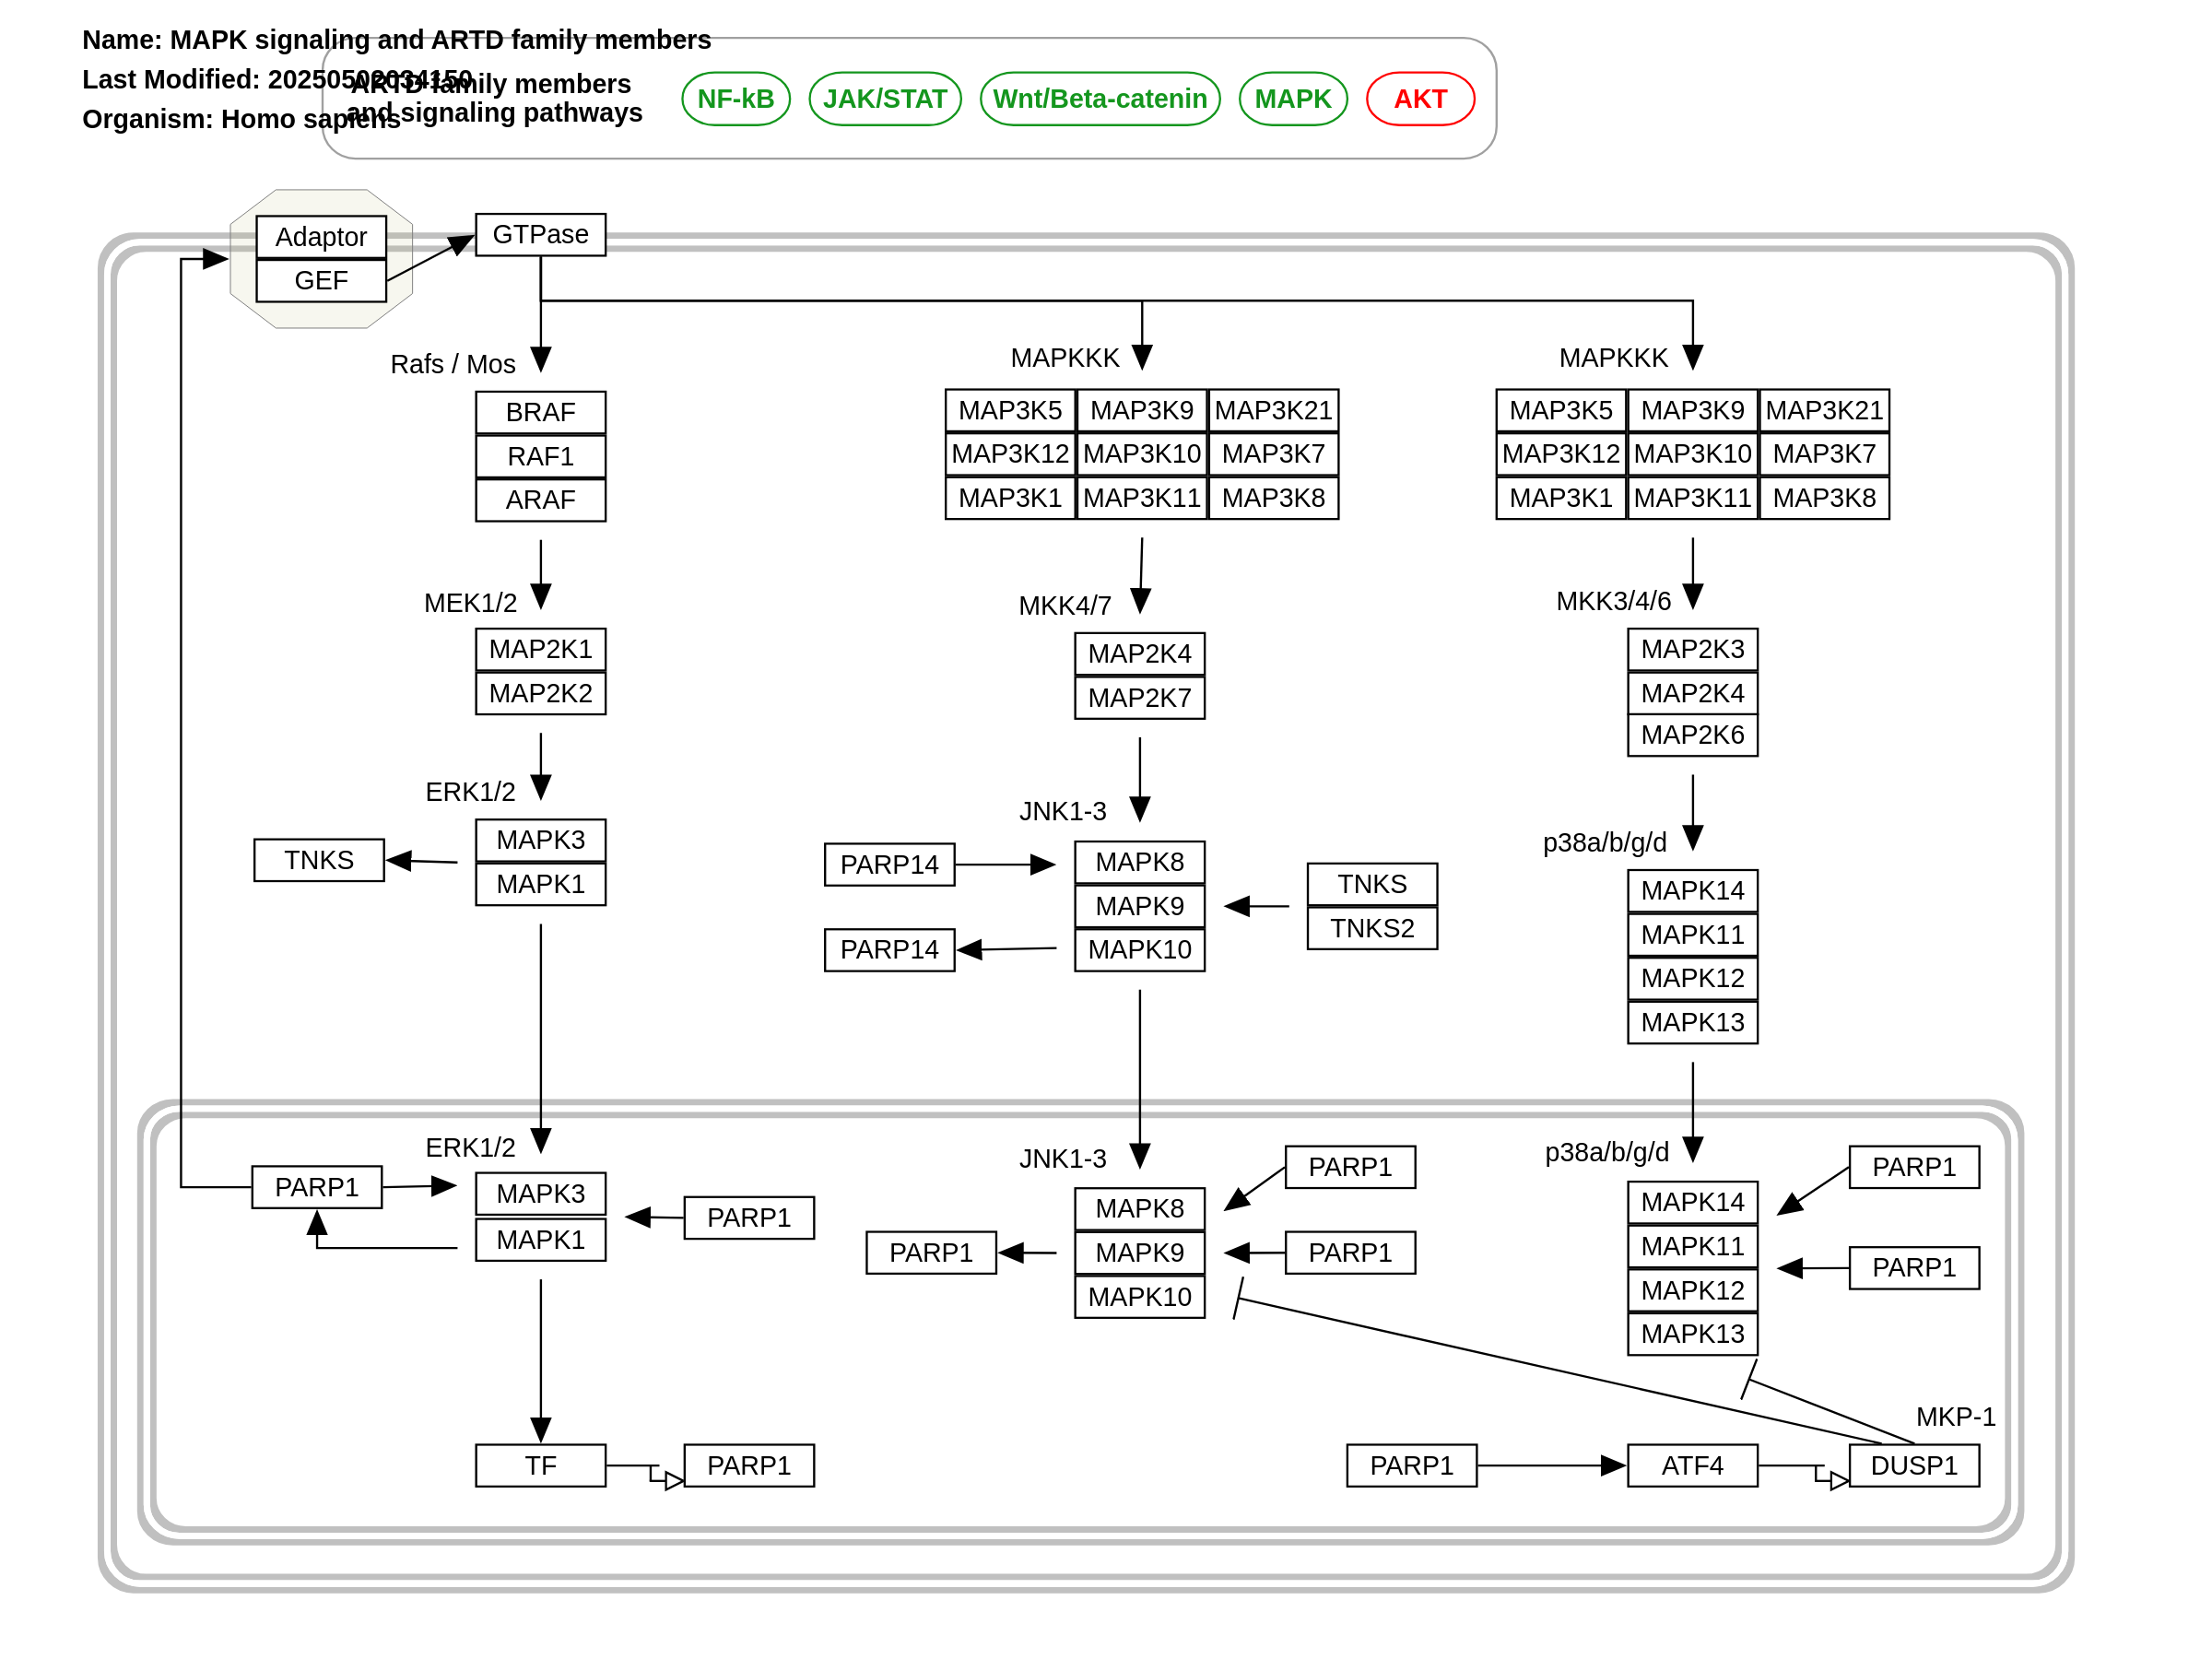 Name: MAPK signaling and ARTD family members
Last Modified: 20250502034150
Organism: Homo sapiens
ARTD family members
and signaling pathways
NF-kB
JAK/STAT
Wnt/Beta-catenin
MAPK
AKT
Adaptor
GEF
GTPase
Rafs / Mos
BRAF
RAF1
ARAF
MAPKKK
MAP3K5 MAP3K9 MAP3K21
MAP3K12 MAP3K10 MAP3K7
MAP3K1 MAP3K11 MAP3K8
MAPKKK
MAP3K5 MAP3K9 MAP3K21
MAP3K12 MAP3K10 MAP3K7
MAP3K1 MAP3K11 MAP3K8
MEK1/2
MAP2K1
MAP2K2
MKK4/7
MAP2K4
MAP2K7
MKK3/4/6
MAP2K3
MAP2K4
MAP2K6
ERK1/2
MAPK3
MAPK1
TNKS
JNK1-3
PARP14
PARP14
MAPK8
MAPK9
MAPK10
TNKS
TNKS2
p38a/b/g/d
MAPK14
MAPK11
MAPK12
MAPK13
ERK1/2
PARP1
MAPK3
MAPK1
PARP1
JNK1-3
PARP1
MAPK8
MAPK9
MAPK10
PARP1
PARP1
p38a/b/g/d
MAPK14
MAPK11
MAPK12
MAPK13
PARP1
PARP1
MKP-1
TF
PARP1
PARP1
ATF4
DUSP1